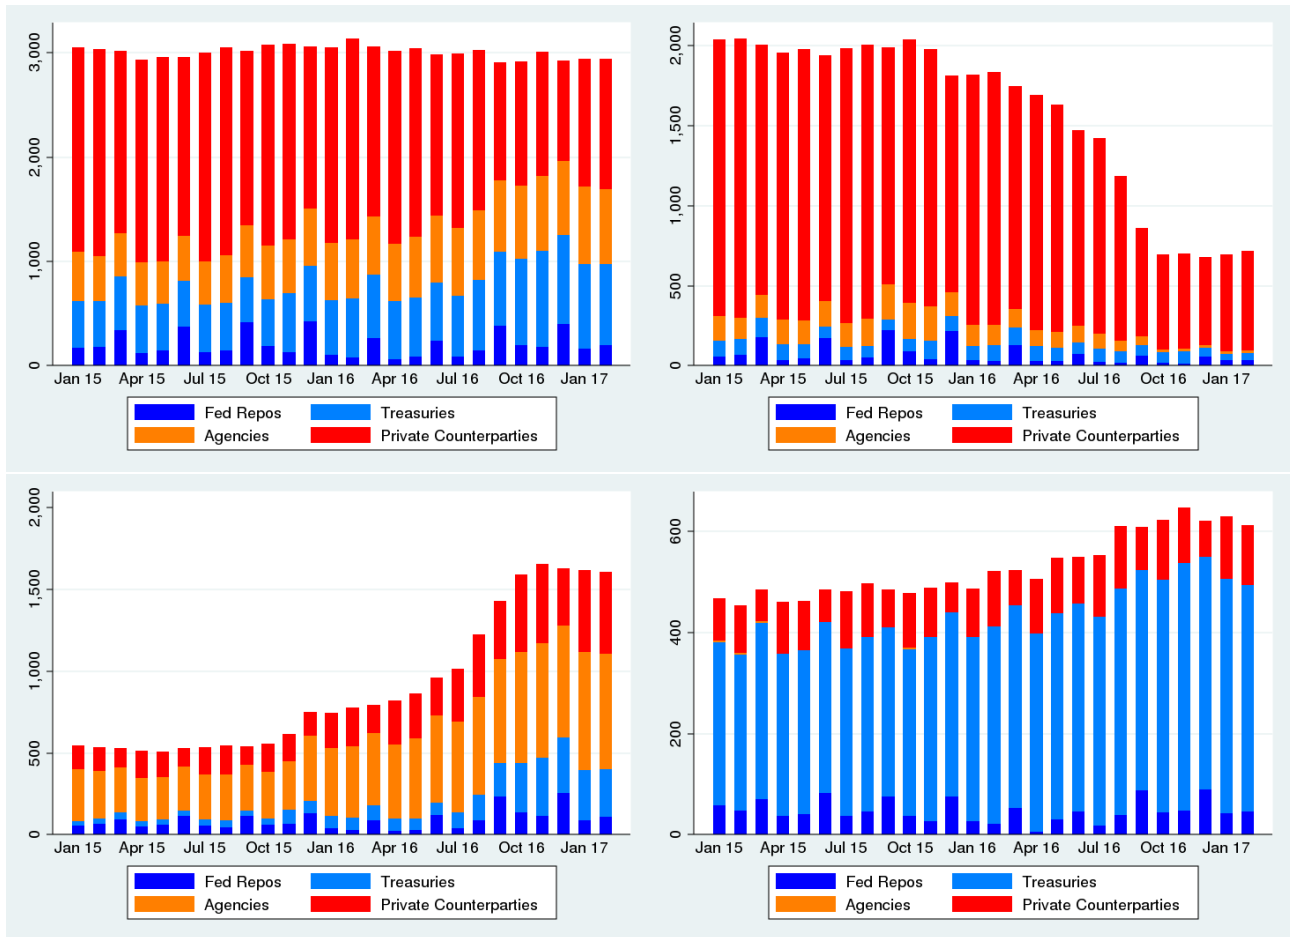 3,000
2,000
1,000
0
Jan 15 Apr 15 Jul 15 Oct 15 Jan 16 Apr 16 Jul 16 Oct 16 Jan 17
Fed Repos Treasuries
Agencies Private Counterparties
2,000
1,500
1,000
500
0
Jan 15 Apr 15 Jul 15 Oct 15 Jan 16 Apr 16 Jul 16 Oct 16 Jan 17
Fed Repos Treasuries
Agencies Private Counterparties
2,000
1,500
1,000
500
0
Jan 15 Apr 15 Jul 15 Oct 15 Jan 16 Apr 16 Jul 16 Oct 16 Jan 17
Fed Repos Treasuries
Agencies Private Counterparties
600
400
200
0
Jan 15 Apr 15 Jul 15 Oct 15 Jan 16 Apr 16 Jul 16 Oct 16 Jan 17
Fed Repos Treasuries
Agencies Private Counterparties